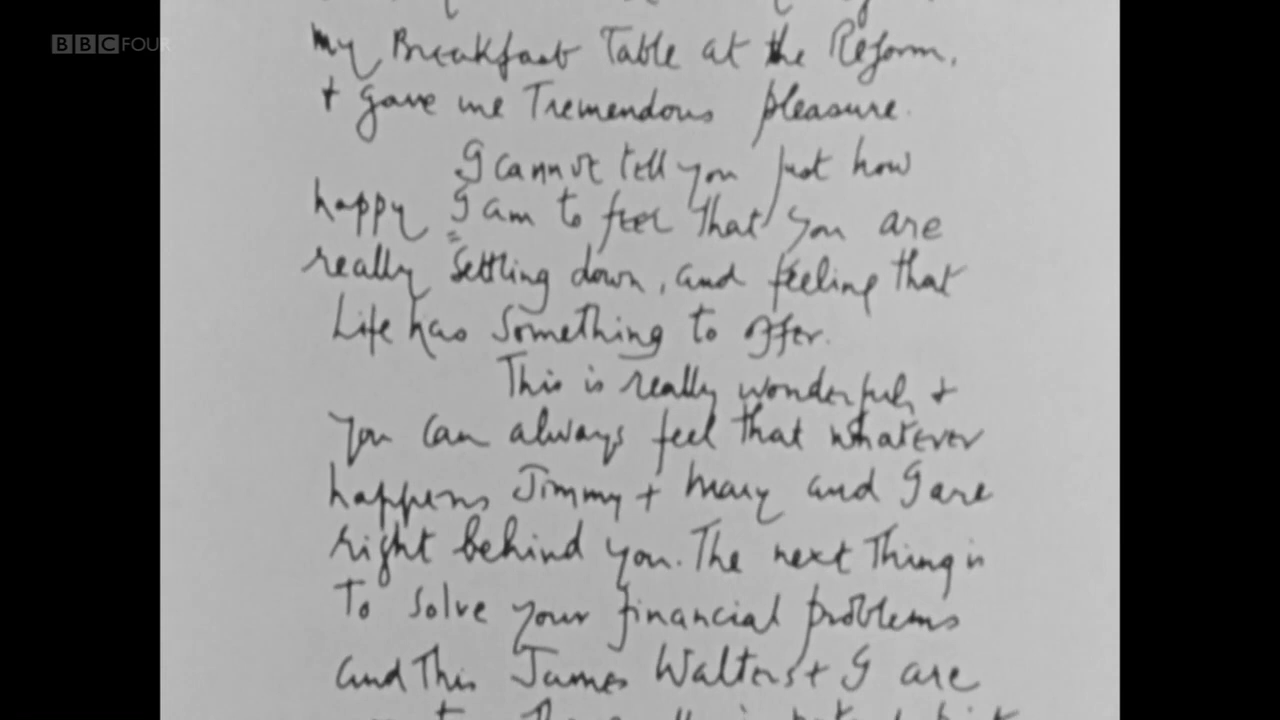 BBC FOUR
my Breakfast Table at the Reform,
+ gave me Tremendous pleasure.
I cannot tell you just how
happy I am to feel that you are
really settling down, and feeling that
Life has something to offer.
This is really wonderful, +
you can always feel that whatever
happens Jimmy + Mary and I are
right behind you. The next Thing is
To solve your financial problems
and This James Walters + I are